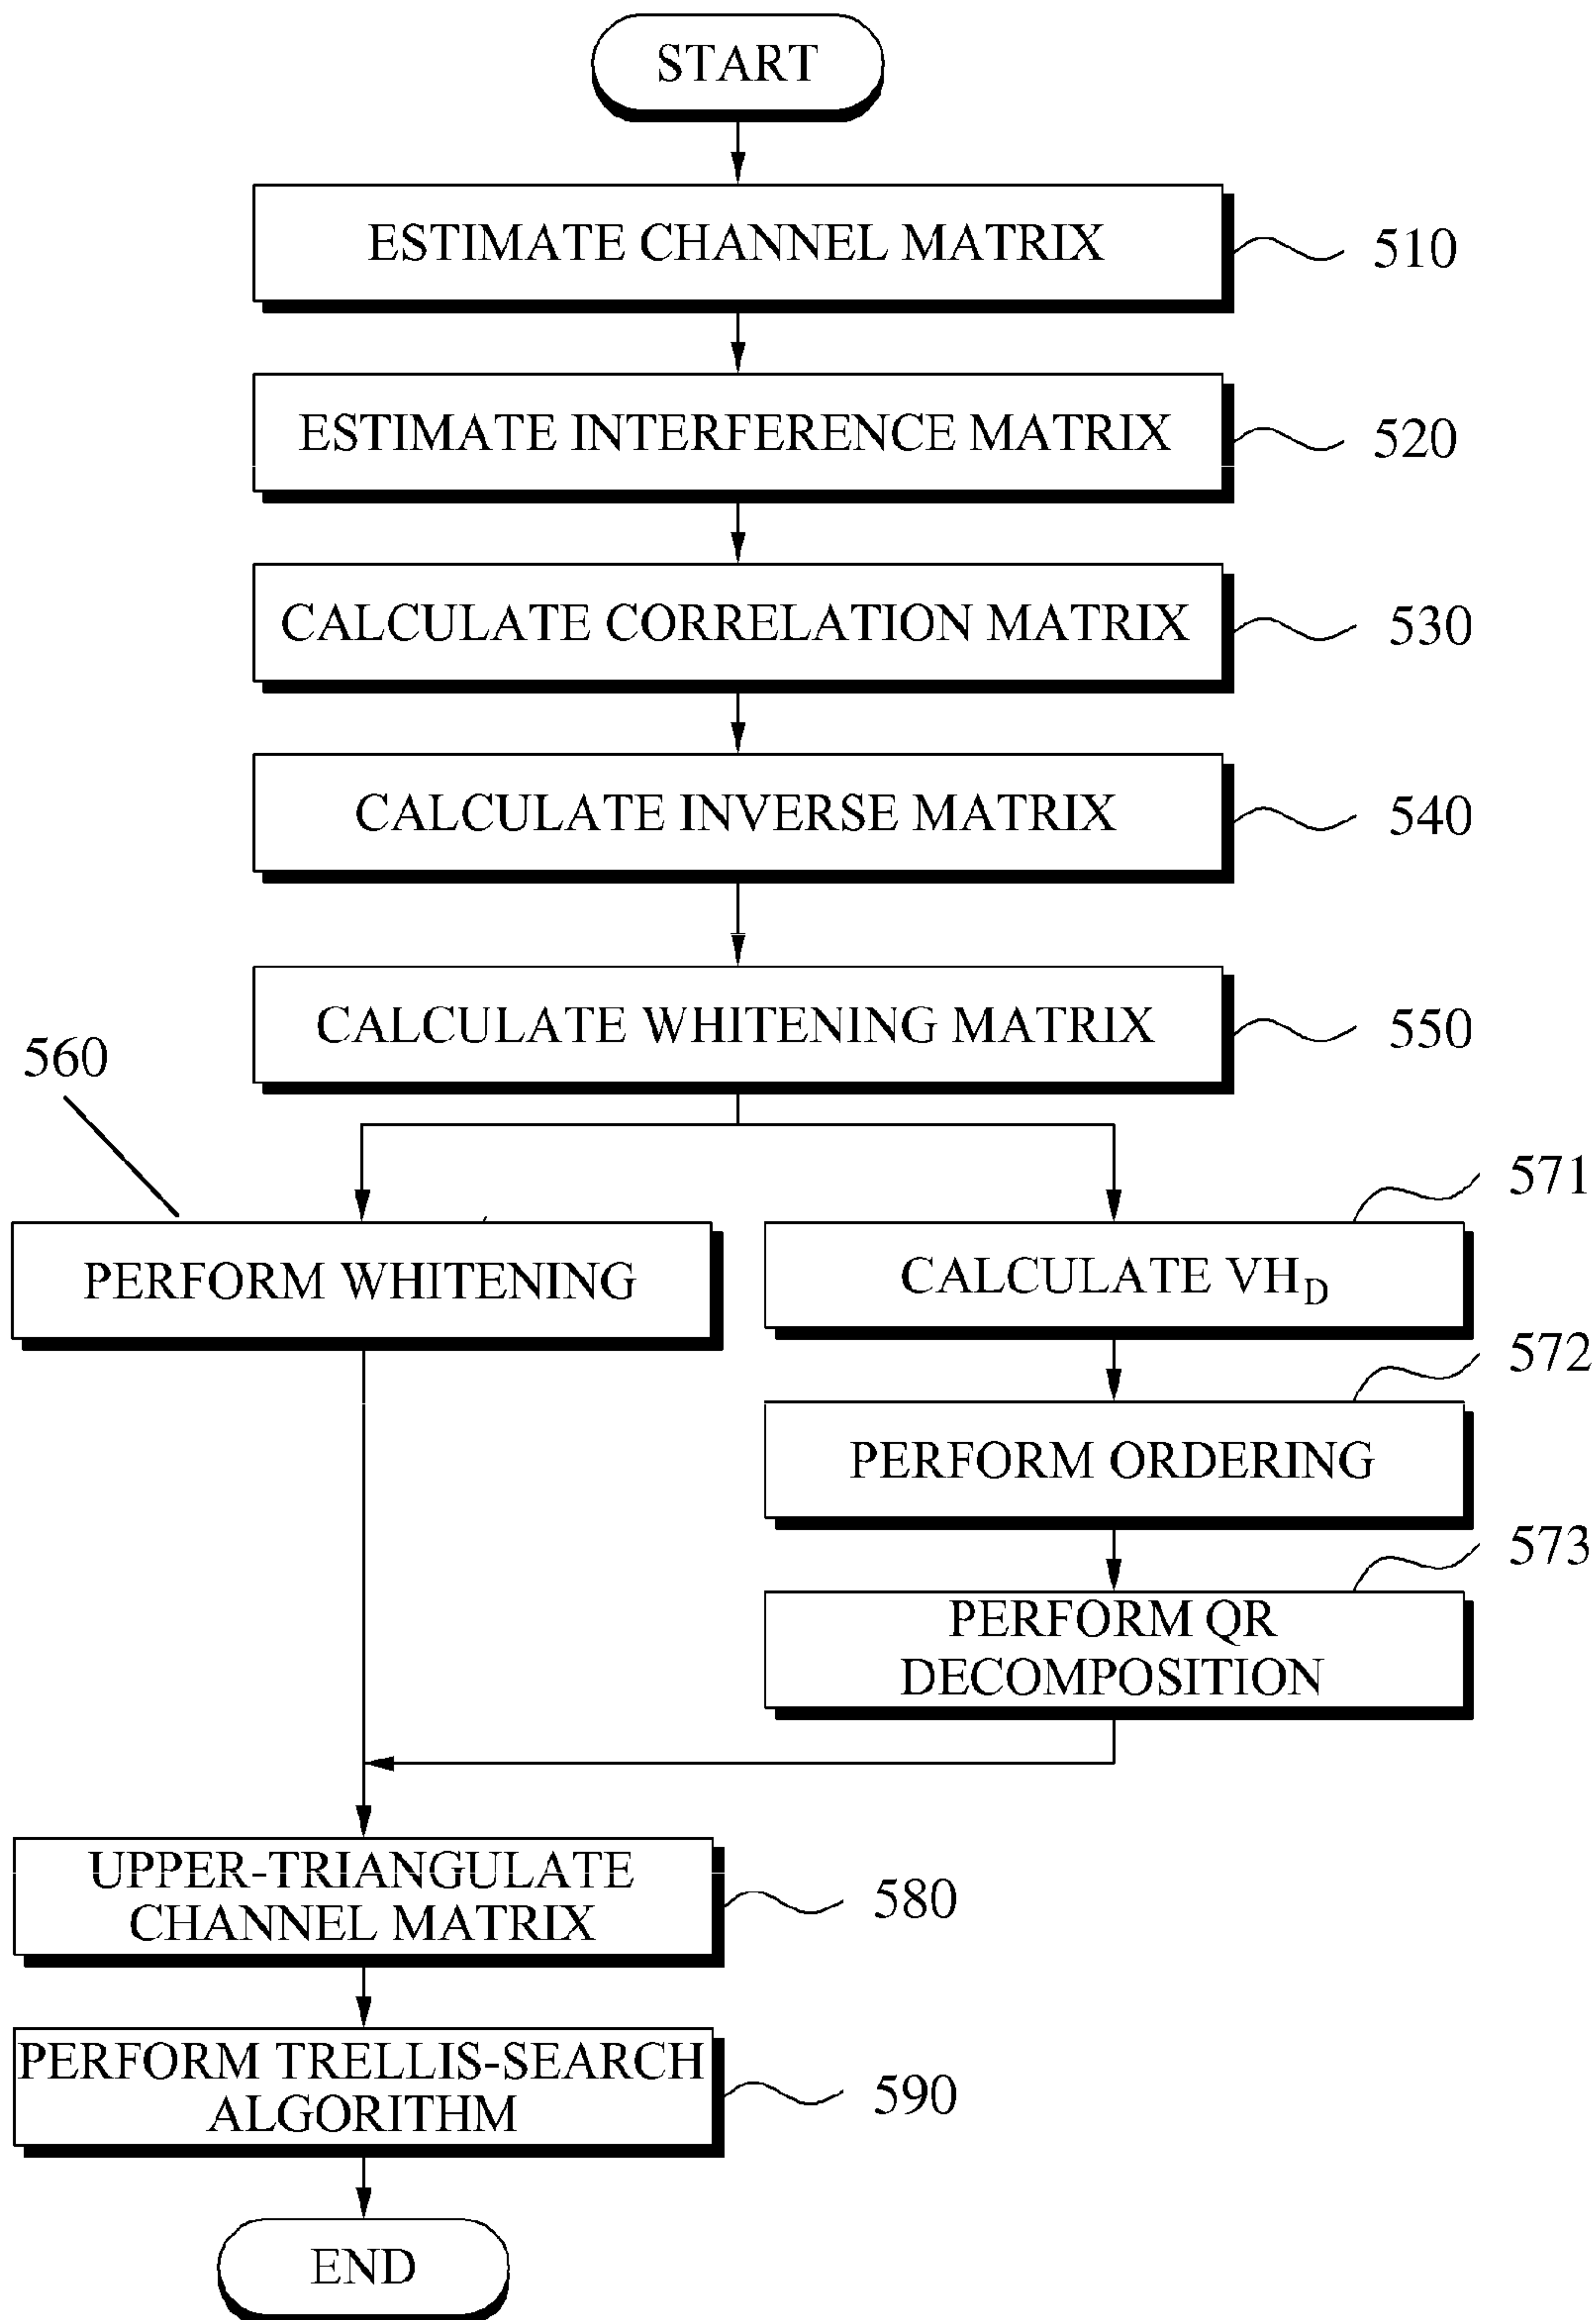 START
ESTIMATE CHANNEL MATRIX
510
ESTIMATE INTERFERENCE MATRIX
520
CALCULATE CORRELATION MATRIX
530
CALCULATE INVERSE MATRIX
540
CALCULATE WHITENING MATRIX
550
560
PERFORM WHITENING
571
CALCULATE VH_D
572
PERFORM ORDERING
573
PERFORM QR
DECOMPOSITION
UPPER-TRIANGULATE
CHANNEL MATRIX
580
PERFORM TRELLIS-SEARCH
ALGORITHM
590
END